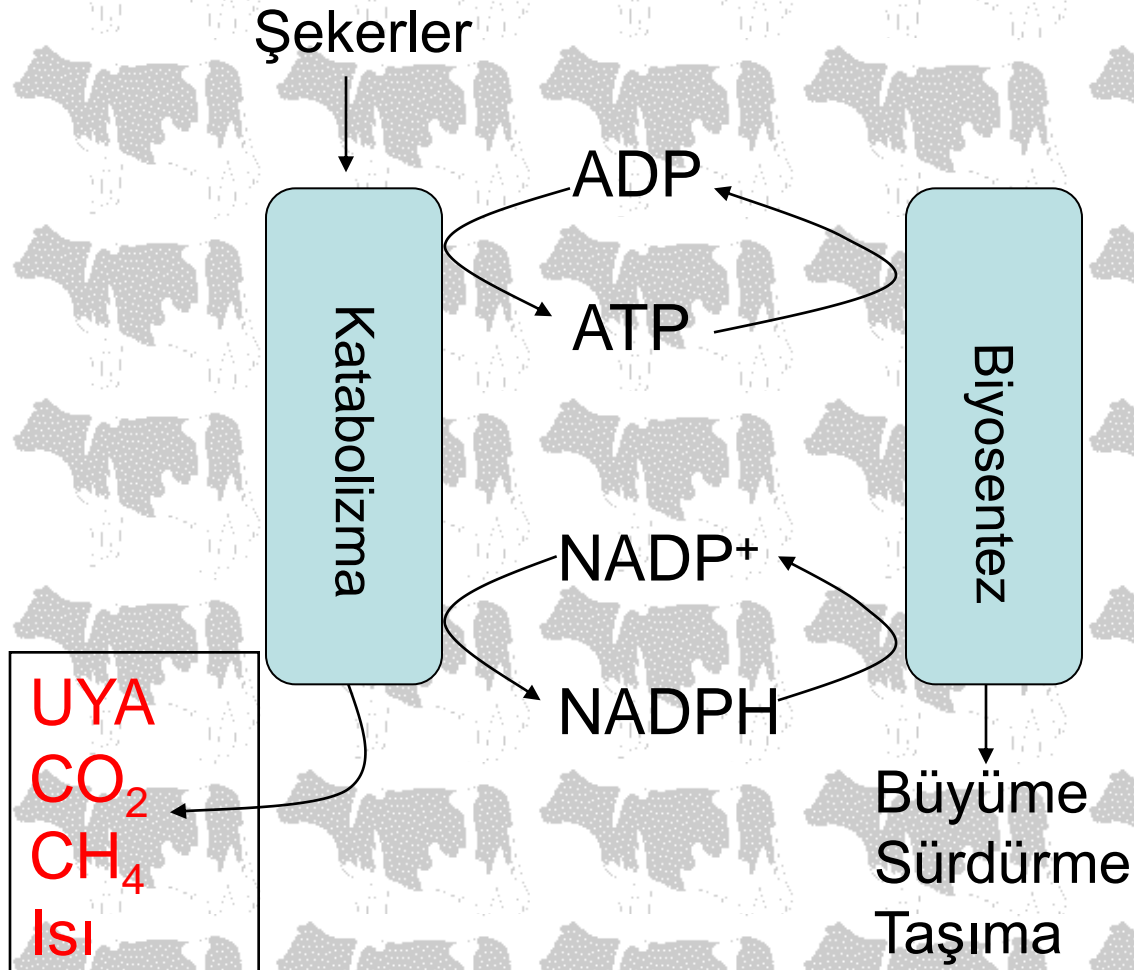 Şekerler
ADP
ATP
Katabolizma
Biyosentez
NADP⁺
NADPH
UYA
CO₂
CH₄
Isı
Büyüme
Sürdürme
Taşıma